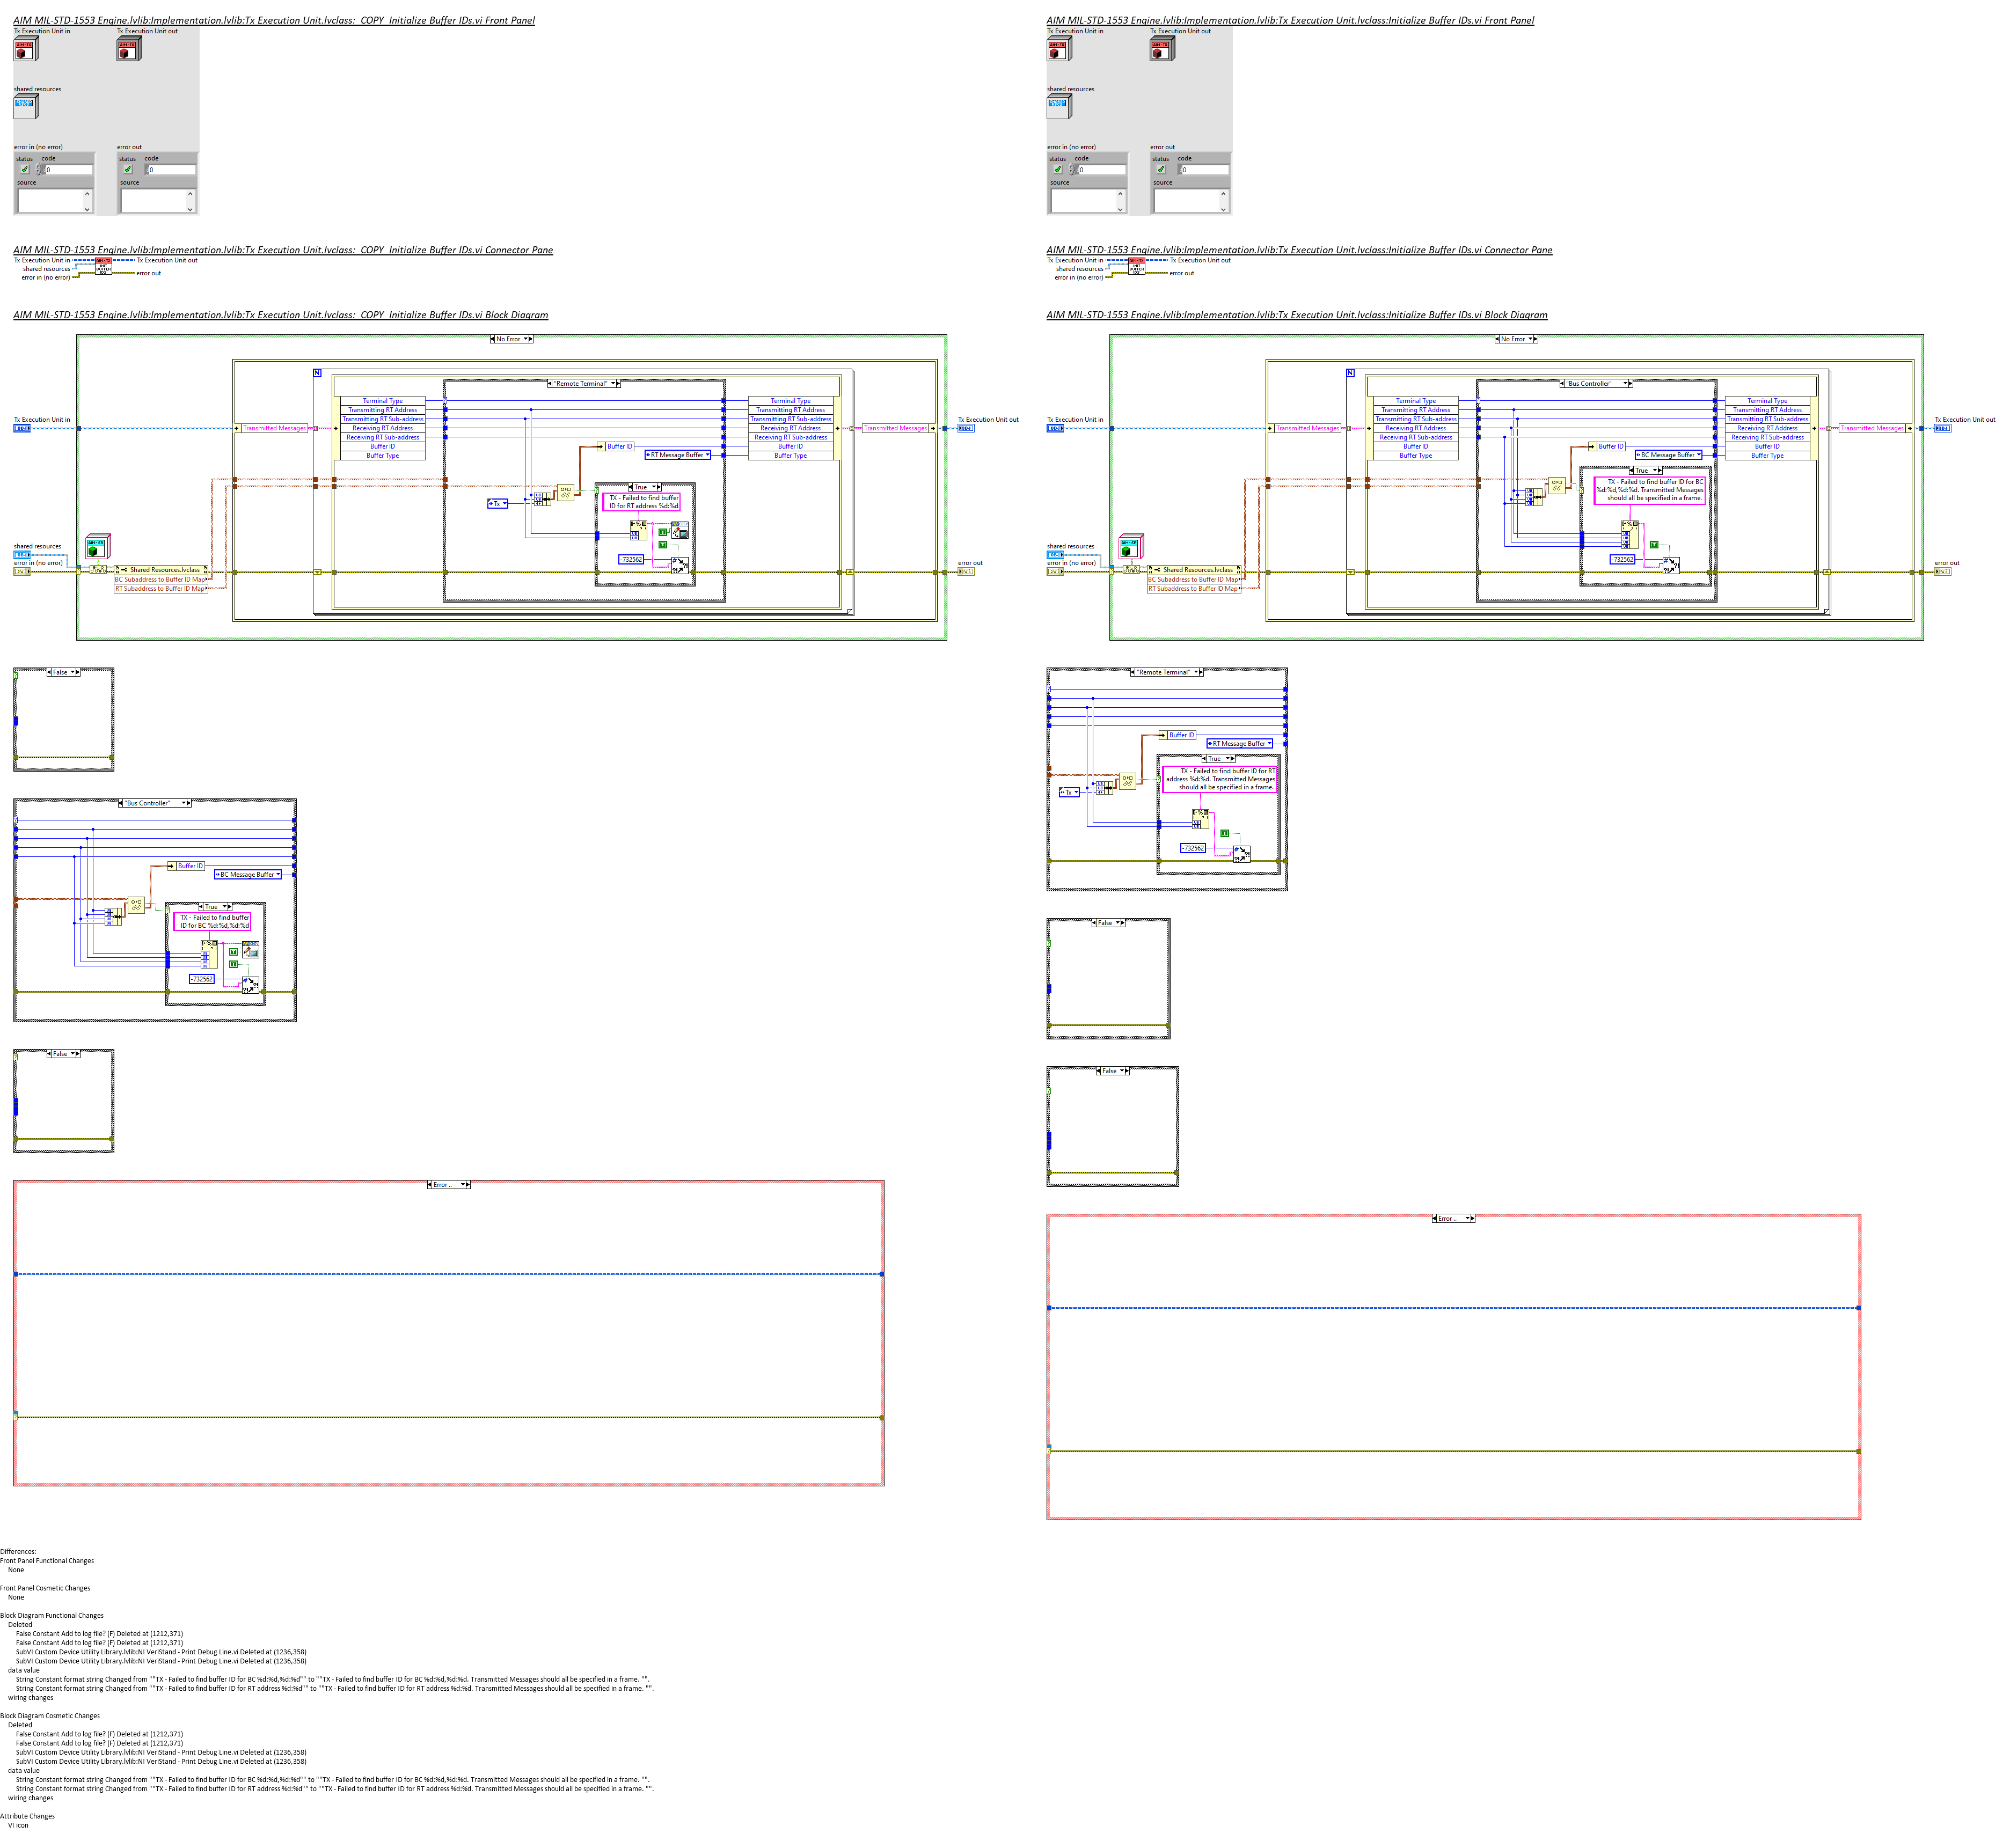 AIM MIL-STD-1553 Engine.lvlib:Implementation.lvlib:Tx Execution Unit.lvclass:_COPY_Initialize Buffer IDs.vi Front Panel
Tx Execution Unit in
Tx Execution Unit out
shared resources
error in (no error)
error out
status code
0
status code
0
source
source
AIM MIL-STD-1553 Engine.lvlib:Implementation.lvlib:Tx Execution Unit.lvclass:_COPY_Initialize Buffer IDs.vi Connector Pane
Tx Execution Unit in
Tx Execution Unit out
shared resources
error in (no error)
error out
AIM MIL-STD-1553 Engine.lvlib:Implementation.lvlib:Tx Execution Unit.lvclass:_COPY_Initialize Buffer IDs.vi Block Diagram
No Error
"Remote Terminal"
Tx Execution Unit in
Transmitted Messages
Terminal Type
Transmitting RT Address
Transmitting RT Sub-address
Receiving RT Address
Receiving RT Sub-address
Buffer ID
Buffer Type
Buffer ID
RT Message Buffer
Terminal Type
Transmitting RT Address
Transmitting RT Sub-address
Receiving RT Address
Receiving RT Sub-address
Buffer ID
Buffer Type
Transmitted Messages
Tx Execution Unit out
Tx
True
TX - Failed to find buffer
ID for RT address %d:%d
-732562
shared resources
error in (no error)
Shared Resources.lvclass
BC Subaddress to Buffer ID Map
RT Subaddress to Buffer ID Map
error out
False
"Bus Controller"
Buffer ID
BC Message Buffer
True
TX - Failed to find buffer
ID for BC %d:%d,%d:%d
-732562
False
Error ..
AIM MIL-STD-1553 Engine.lvlib:Implementation.lvlib:Tx Execution Unit.lvclass:Initialize Buffer IDs.vi Front Panel
Tx Execution Unit in
Tx Execution Unit out
shared resources
error in (no error)
error out
status code
0
status code
0
source
source
AIM MIL-STD-1553 Engine.lvlib:Implementation.lvlib:Tx Execution Unit.lvclass:Initialize Buffer IDs.vi Connector Pane
Tx Execution Unit in
Tx Execution Unit out
shared resources
error in (no error)
error out
AIM MIL-STD-1553 Engine.lvlib:Implementation.lvlib:Tx Execution Unit.lvclass:Initialize Buffer IDs.vi Block Diagram
No Error
"Bus Controller"
Tx Execution Unit in
Transmitted Messages
Terminal Type
Transmitting RT Address
Transmitting RT Sub-address
Receiving RT Address
Receiving RT Sub-address
Buffer ID
Buffer Type
Buffer ID
BC Message Buffer
Terminal Type
Transmitting RT Address
Transmitting RT Sub-address
Receiving RT Address
Receiving RT Sub-address
Buffer ID
Buffer Type
Transmitted Messages
Tx Execution Unit out
True
TX - Failed to find buffer ID for BC
%d:%d,%d:%d. Transmitted Messages
should all be specified in a frame.
-732562
shared resources
error in (no error)
Shared Resources.lvclass
BC Subaddress to Buffer ID Map
RT Subaddress to Buffer ID Map
error out
"Remote Terminal"
Buffer ID
RT Message Buffer
Tx
True
TX - Failed to find buffer ID for RT
address %d:%d. Transmitted Messages
should all be specified in a frame.
-732562
False
False
Error ..
Differences:
Front Panel Functional Changes
None
Front Panel Cosmetic Changes
None
Block Diagram Functional Changes
Deleted
False Constant Add to log file? (F) Deleted at (1212,371)
False Constant Add to log file? (F) Deleted at (1212,371)
SubVI Custom Device Utility Library.lvlib:NI VeriStand - Print Debug Line.vi Deleted at (1236,358)
SubVI Custom Device Utility Library.lvlib:NI VeriStand - Print Debug Line.vi Deleted at (1236,358)
data value
String Constant format string Changed from ""TX - Failed to find buffer ID for BC %d:%d,%d:%d"" to ""TX - Failed to find buffer ID for BC %d:%d,%d:%d. Transmitted Messages should all be specified in a frame. "".
String Constant format string Changed from ""TX - Failed to find buffer ID for RT address %d:%d"" to ""TX - Failed to find buffer ID for RT address %d:%d. Transmitted Messages should all be specified in a frame. "".
wiring changes
Block Diagram Cosmetic Changes
Deleted
False Constant Add to log file? (F) Deleted at (1212,371)
False Constant Add to log file? (F) Deleted at (1212,371)
SubVI Custom Device Utility Library.lvlib:NI VeriStand - Print Debug Line.vi Deleted at (1236,358)
SubVI Custom Device Utility Library.lvlib:NI VeriStand - Print Debug Line.vi Deleted at (1236,358)
data value
String Constant format string Changed from ""TX - Failed to find buffer ID for BC %d:%d,%d:%d"" to ""TX - Failed to find buffer ID for BC %d:%d,%d:%d. Transmitted Messages should all be specified in a frame. "".
String Constant format string Changed from ""TX - Failed to find buffer ID for RT address %d:%d"" to ""TX - Failed to find buffer ID for RT address %d:%d. Transmitted Messages should all be specified in a frame. "".
wiring changes
Attribute Changes
VI icon